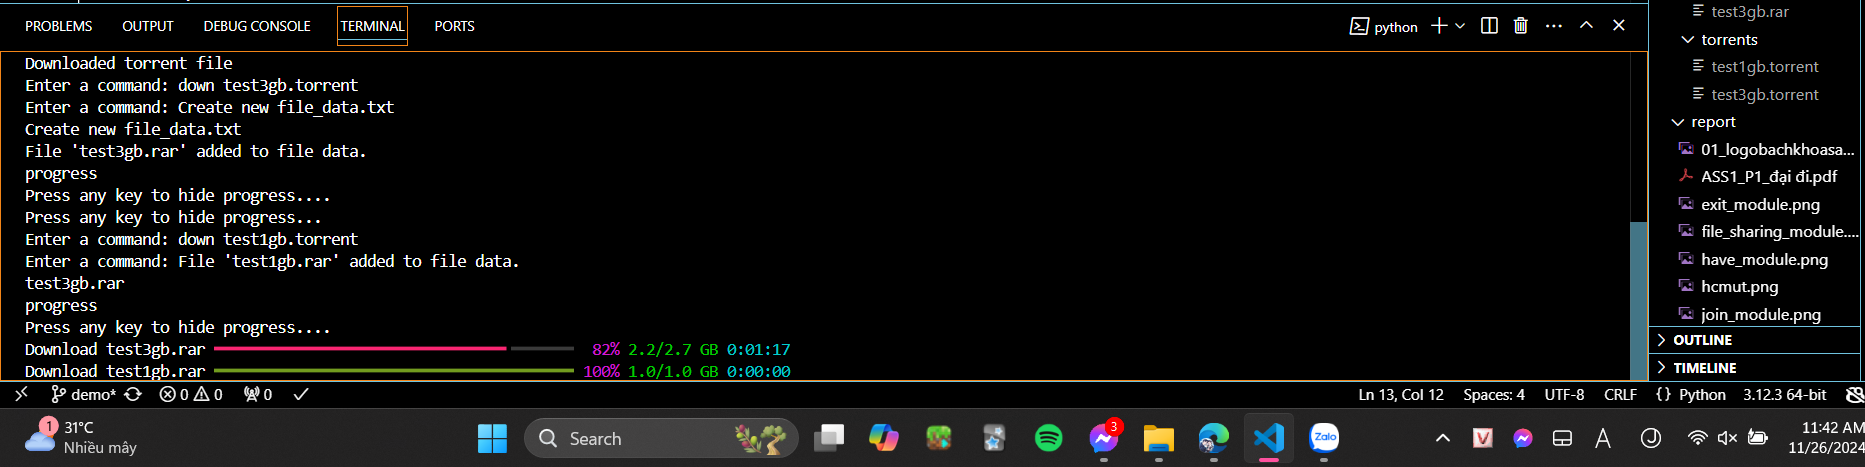 PROBLEMS OUTPUT DEBUG CONSOLE TERMINAL PORTS python
Downloaded torrent file
Enter a command: down test3gb.torrent
Enter a command: Create new file_data.txt
Create new file_data.txt
File 'test3gb.rar' added to file data.
progress
Press any key to hide progress....
Press any key to hide progress...
Enter a command: down test1gb.torrent
Enter a command: File 'test1gb.rar' added to file data.
test3gb.rar
progress
Press any key to hide progress....
Download test3gb.rar 82% 2.2/2.7 GB 0:01:17
Download test1gb.rar 100% 1.0/1.0 GB 0:00:00
test3gb.rar
torrents
test1gb.torrent
test3gb.torrent
report
01_logobachkhoasa...
ASS1_P1_đại đi.pdf
exit_module.png
file_sharing_module....
have_module.png
hcmut.png
join_module.png
OUTLINE
TIMELINE
demo* 0 0 0 Ln 13, Col 12 Spaces: 4 UTF-8 CRLF {} Python 3.12.3 64-bit
1 31°C
Nhiều mây
Search
3
Zalo
V
A
J
11:42 AM
11/26/2024